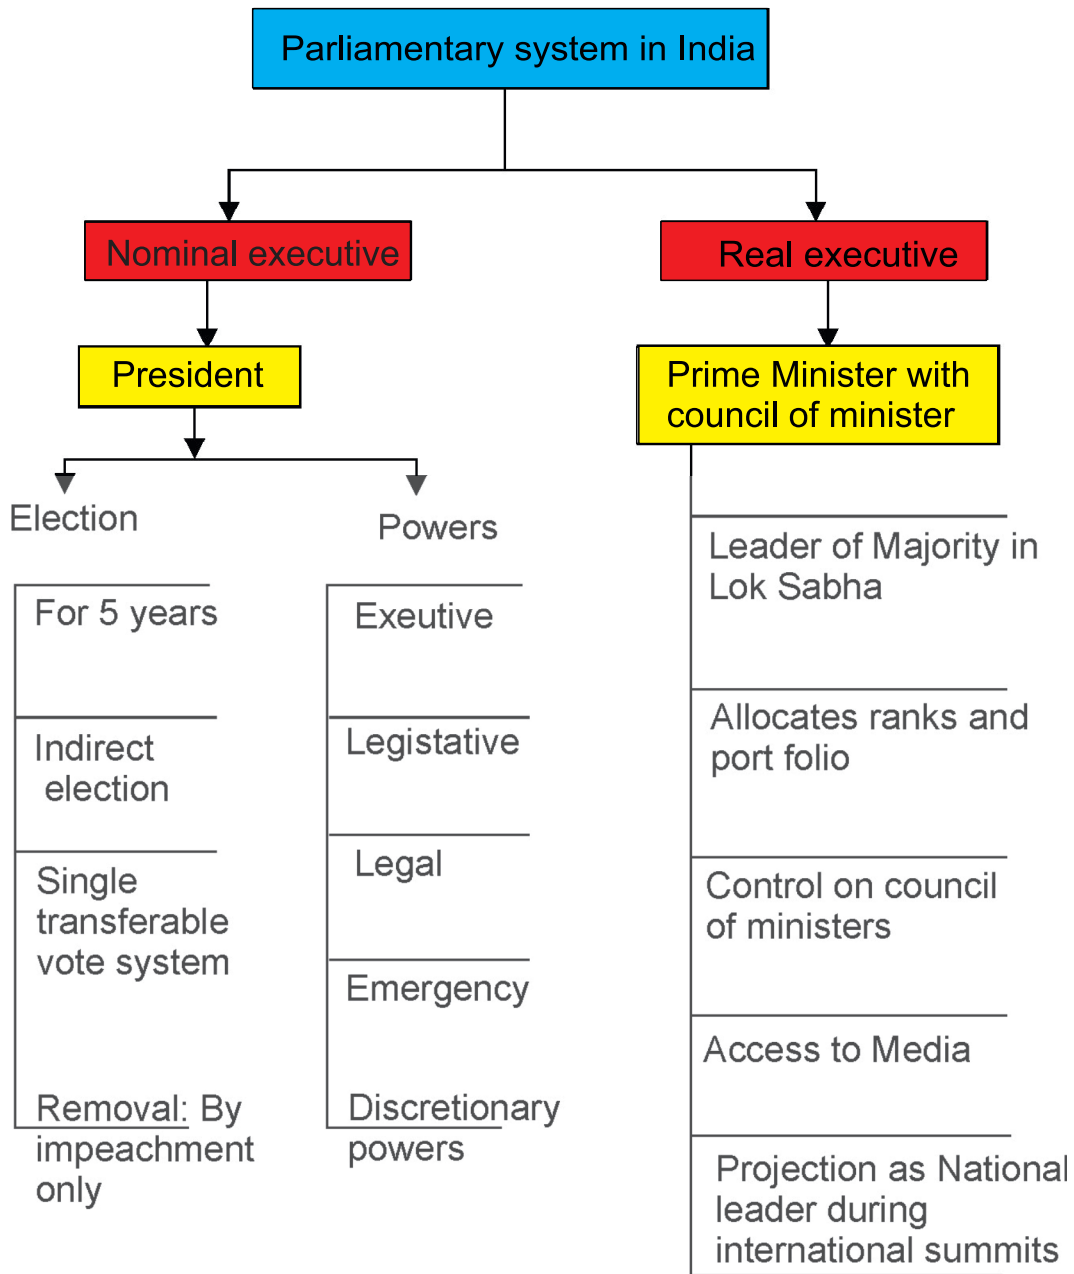 Parliamentary system in India
Nominal executive
Real executive
President
Prime Minister with
council of minister
Election
Powers
For 5 years
Indirect
election
Single
transferable
vote system
Removal: By
impeachment
only
Exeutive
Legistative
Legal
Emergency
Discretionary
powers
Leader of Majority in
Lok Sabha
Allocates ranks and
port folio
Control on council
of ministers
Access to Media
Projection as National
leader during
international summits